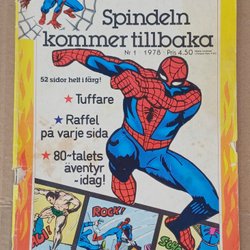 Spindeln
kommer tillbaka
Nr 1 1978 Pris 4,50
52 sidor helt i färg!
★ Tuffare
★ Raffel
på varje sida
★ 80-talets
äventyr
-idag!
ROCK!